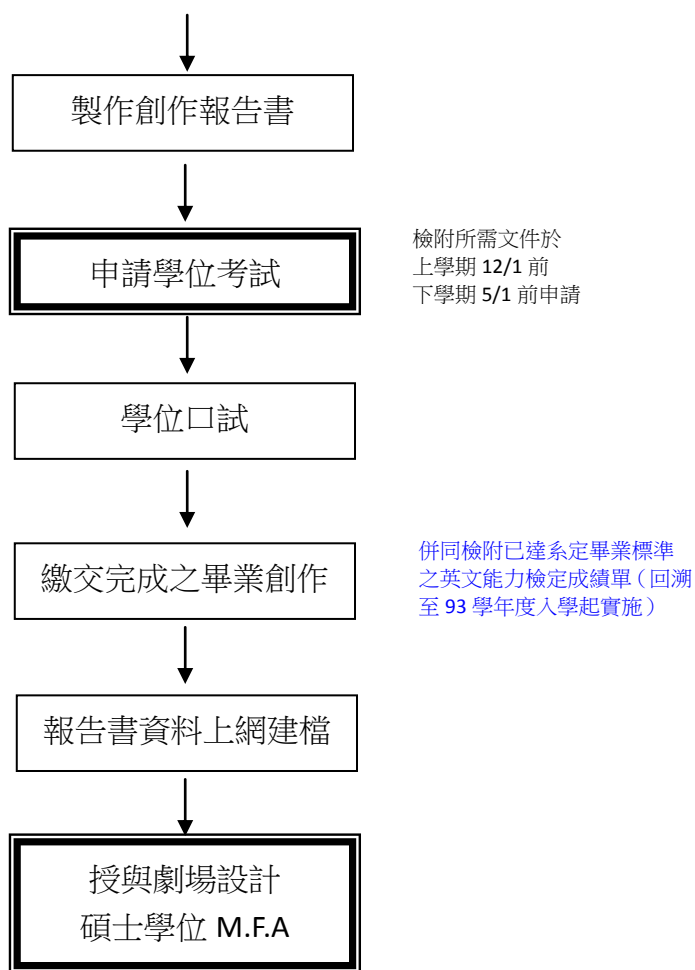 製作創作報告書
申請學位考試
檢附所需文件於
上學期 12/1 前
下學期 5/1 前申請
學位口試
繳交完成之畢業創作
併同檢附已達系定畢業標準
之英文能力檢定成績單（回溯
至 93 學年度入學起實施）
報告書資料上網建檔
授與劇場設計
碩士學位 M.F.A